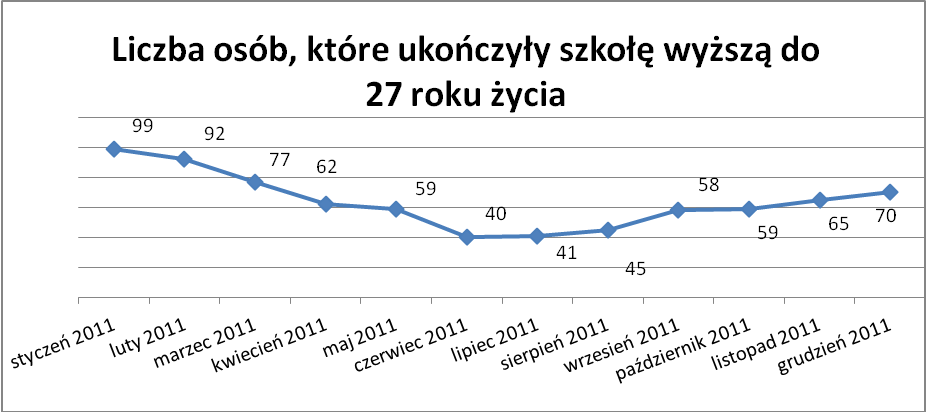 Liczba osób, które ukończyły szkołę wyższą do
27 roku życia
99
92
77
62
59
40
41
45
58
59
65
70
styczeń 2011
luty 2011
marzec 2011
kwiecień 2011
maj 2011
czerwiec 2011
lipiec 2011
sierpień 2011
wrzesień 2011
październik 2011
listopad 2011
grudzień 2011